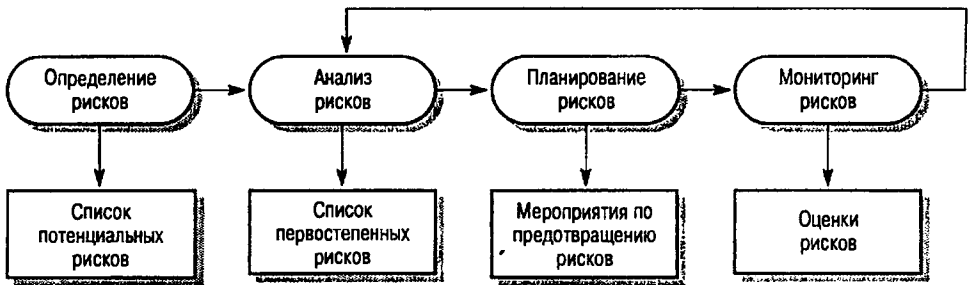 Определение
рисков
Анализ
рисков
Планирование
рисков
Мониторинг
рисков
Список
потенциальных
рисков
Список
первостепенных
рисков
Мероприятия по
предотвращению
рисков
Оценки
рисков